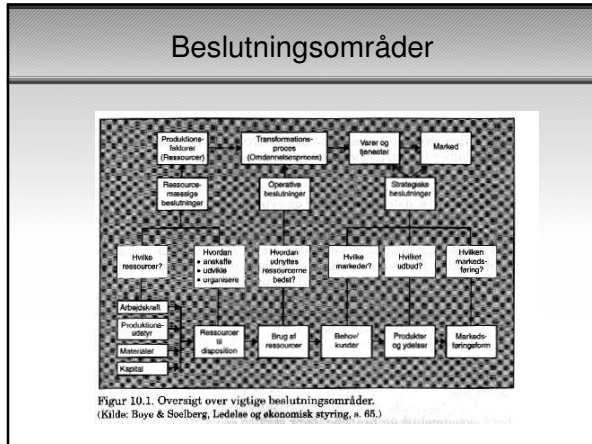 Beslutningsområder
Produktions-
faktorer
(Ressourcer)
Transformations-
proces
(Omdannelsesproces)
Varer og
tjenester
Marked
Ressource-
mæssige
beslutninger
Operative
beslutninger
Strategiske
beslutninger
Hvilke
ressourcer?
Hvordan
• anskaffe
• udvikle
• organisere
Hvordan
udnyttes
ressourcerne
bedst?
Hvilke
markeder?
Hvilket
udbud?
Hvilken
markeds-
føring?
Arbejdskraft
Produktions-
udstyr
Materialer
Kapital
Ressourcer
til
disposition
Brug af
ressourcer
Behov/
kunder
Produkter
og ydelser
Markeds-
føringsform
Figur 10.1. Oversigt over vigtige beslutningsområder.
(Kilde: Boye & Soelberg, Ledelse og økonomisk styring, s. 65.)